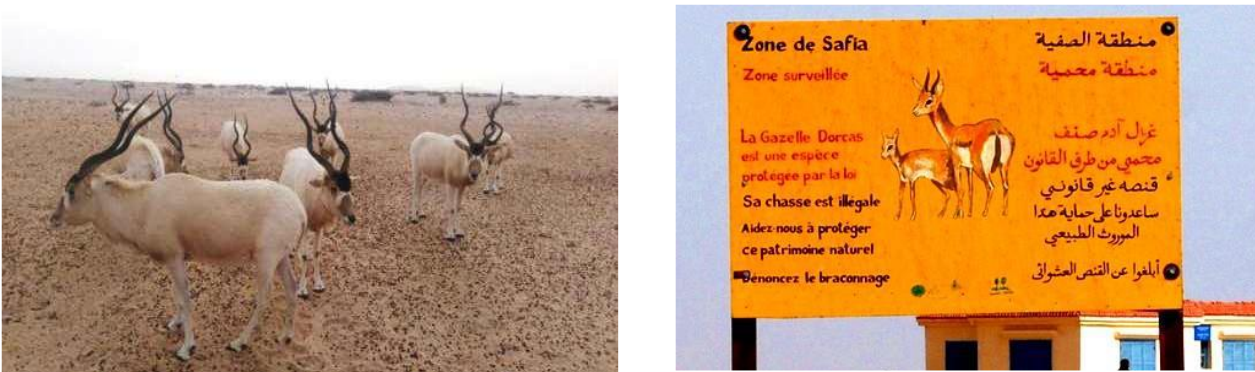 Zone de Safia
Zone surveillée
La Gazelle Dorcas
est une espèce
protégée par la loi
Sa chasse est illégale
Aidez-nous à protéger
ce patrimoine naturel
Dénoncez le braconnage
منطقة الصفية
منطقة محمية
غزال آدم صنف
محمي من طرف القانون
قنصه غير قانوني
ساعدونا على حماية هذا
الموروث الطبيعي
أبلغوا عن القنص العشوائي